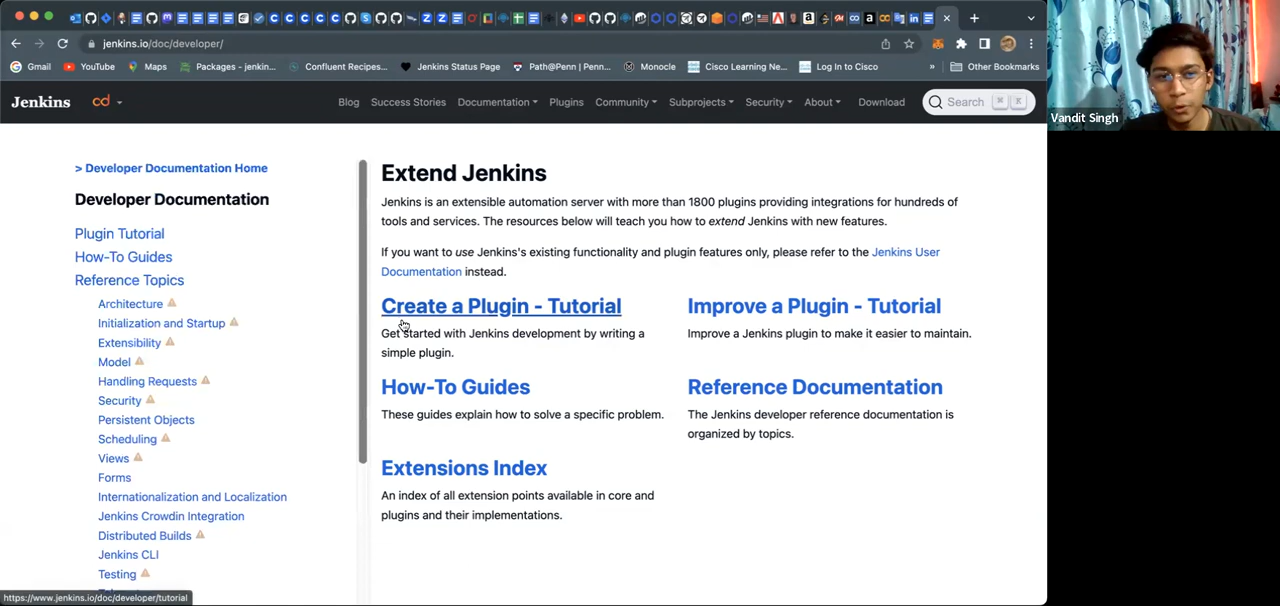 jenkins.io/doc/developer/
Gmail YouTube Maps Packages - jenkin... Confluent Recipes... Jenkins Status Page Path@Penn | Penn... Monocle Cisco Learning Ne... Log In to Cisco » Other Bookmarks
Jenkins cd Blog Success Stories Documentation Plugins Community Subprojects Security About Download Search ⌘ K
Vandit Singh
> Developer Documentation Home
Developer Documentation
Plugin Tutorial
How-To Guides
Reference Topics
Architecture
Initialization and Startup
Extensibility
Model
Handling Requests
Security
Persistent Objects
Scheduling
Views
Forms
Internationalization and Localization
Jenkins Crowdin Integration
Distributed Builds
Jenkins CLI
Testing
Extend Jenkins
Jenkins is an extensible automation server with more than 1800 plugins providing integrations for hundreds of
tools and services. The resources below will teach you how to extend Jenkins with new features.
If you want to use Jenkins's existing functionality and plugin features only, please refer to the Jenkins User
Documentation instead.
Create a Plugin - Tutorial
Get started with Jenkins development by writing a
simple plugin.
Improve a Plugin - Tutorial
Improve a Jenkins plugin to make it easier to maintain.
How-To Guides
These guides explain how to solve a specific problem.
Reference Documentation
The Jenkins developer reference documentation is
organized by topics.
Extensions Index
An index of all extension points available in core and
plugins and their implementations.
https://www.jenkins.io/doc/developer/tutorial